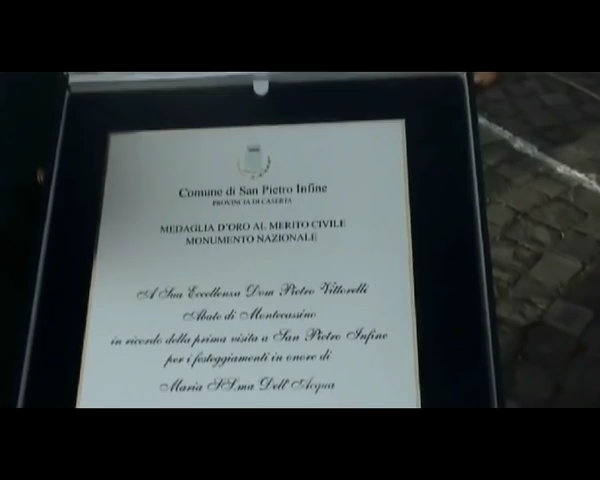 Comune di San Pietro Infine
PROVINCIA DI CASERTA
MEDAGLIA D'ORO AL MERITO CIVILE
MONUMENTO NAZIONALE
A Sua Eccellenza Dom Pietro Vittorelli
Abate di Montecassino
in ricordo della prima visita a San Pietro Infine
per i festeggiamenti in onore di
Maria SS.ma Dell'Acqua